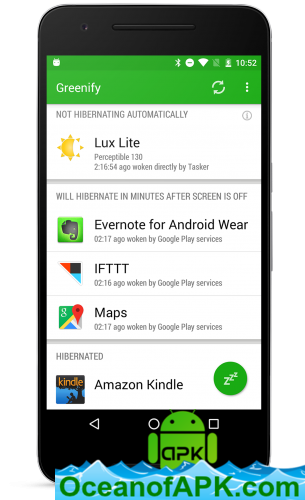 10:52
Greenify
NOT HIBERNATING AUTOMATICALLY
Lux Lite
Perceptible 130
2:16:54 ago woken directly by Tasker
WILL HIBERNATE IN MINUTES AFTER SCREEN IS OFF
Evernote for Android Wear
02:17 ago woken by Google Play services
IFTTT
02:16 ago woken by Google Play services
g
Maps
02:17 ago woken by Google Play services
HIBERNATED
kindle
Amazon Kindle
zzz
APK
OceanofAPK.com